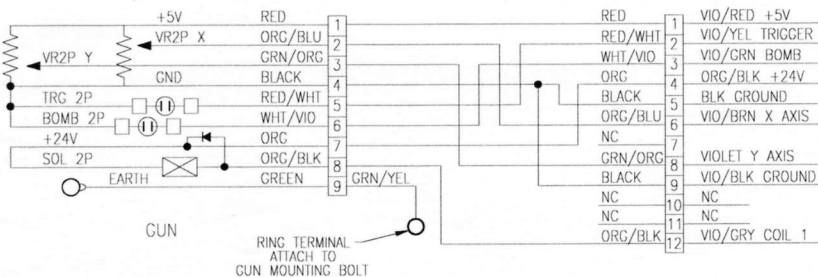 +5V RED 1 RED 1 VIO/RED +5V
VR2P X ORG/BLU 2 RED/WHT 2 VIO/YEL TRIGGER
VR2P Y GRN/ORG 3 WHT/VIO 3 VIO/GRN BOMB
GND BLACK 4 ORG 4 ORG/BLK +24V
TRG 2P RED/WHT 5 BLACK 5 BLK GROUND
BOMB 2P WHT/VIO 6 ORG/BLU 6 VIO/BRN X AXIS
+24V ORG 7 NC 7
SOL 2P ORG/BLK 8 GRN/ORG 8 VIOLET Y AXIS
EARTH GREEN 9 GRN/YEL BLACK 9 VIO/BLK GROUND
NC 10 NC
NC 11 NC
ORG/BLK 12 VIO/GRY COIL 1
GUN
RING TERMINAL
ATTACH TO
GUN MOUNTING BOLT